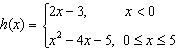 h(x) = { 2x − 3, x < 0
x² − 4x − 5, 0 ≤ x ≤ 5